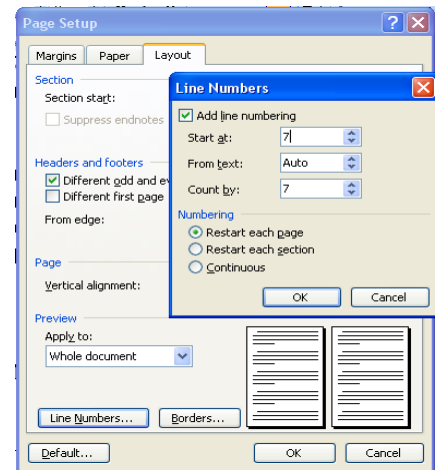 Page Setup
Margins
Paper
Layout
Section
Section start:
Suppress endnotes
Headers and footers
Different odd and ev
Different first page
From edge:
Page
Vertical alignment:
Preview
Apply to:
Whole document
Line Numbers...
Borders...
Default...
OK
Cancel
Line Numbers
Add line numbering
Start at: 7
From text: Auto
Count by: 7
Numbering
Restart each page
Restart each section
Continuous
OK
Cancel